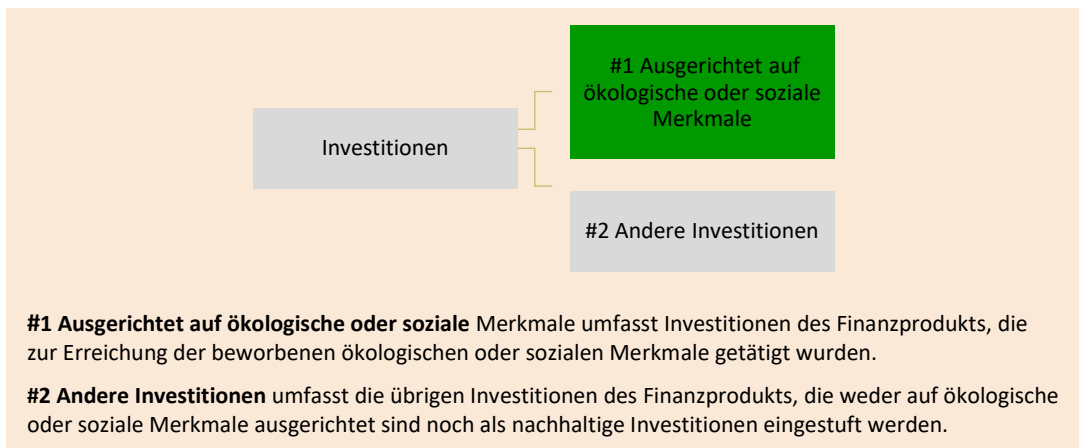 #1 Ausgerichtet auf
ökologische oder soziale
Merkmale
Investitionen
#2 Andere Investitionen
#1 Ausgerichtet auf ökologische oder soziale Merkmale umfasst Investitionen des Finanzprodukts, die
zur Erreichung der beworbenen ökologischen oder sozialen Merkmale getätigt wurden.
#2 Andere Investitionen umfasst die übrigen Investitionen des Finanzprodukts, die weder auf ökologische
oder soziale Merkmale ausgerichtet sind noch als nachhaltige Investitionen eingestuft werden.